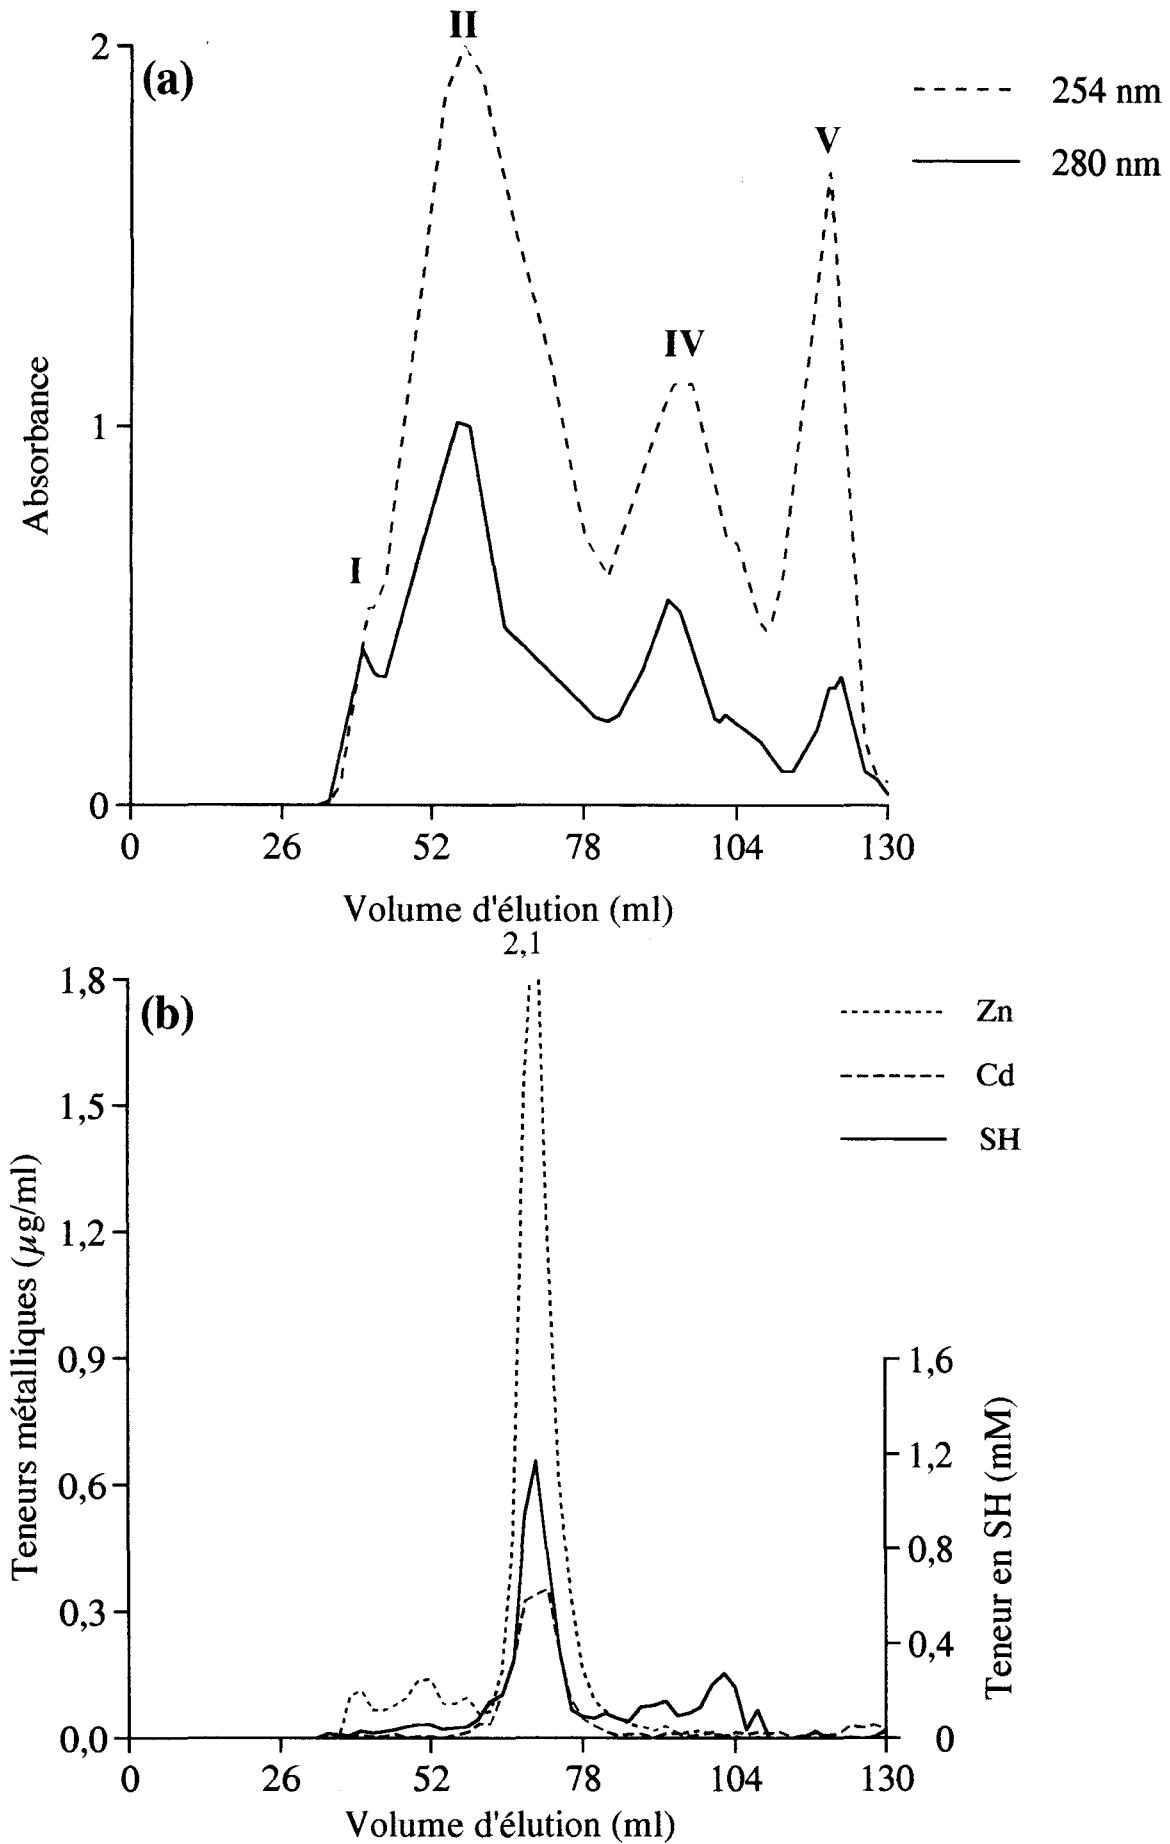 II
2
(a)
254 nm
V
280 nm
IV
1
Absorbance
I
0
0 26 52 78 104 130
Volume d'élution (ml)
2,1
1,8
(b)
Zn
Cd
1,5
SH
1,2
Teneurs métalliques (µg/ml)
0,9
1,6
1,2
0,6
0,8
Teneur en SH (mM)
0,3
0,4
0,0
0
0 26 52 78 104 130
Volume d'élution (ml)